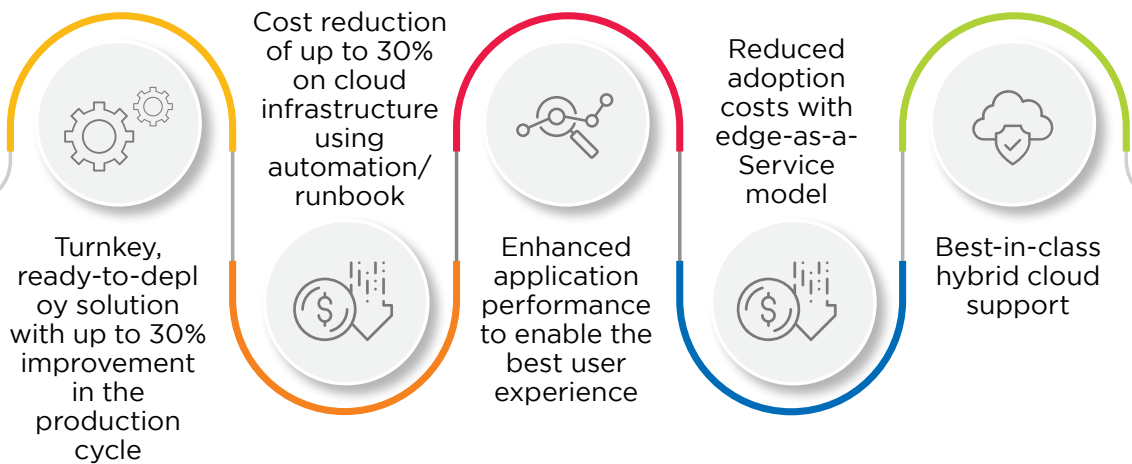 Turnkey,
ready-to-depl
oy solution
with up to 30%
improvement
in the
production
cycle
Cost reduction
of up to 30%
on cloud
infrastructure
using
automation/
runbook
$
Enhanced
application
performance
to enable the
best user
experience
Reduced
adoption
costs with
edge-as-a-
Service
model
$
Best-in-class
hybrid cloud
support